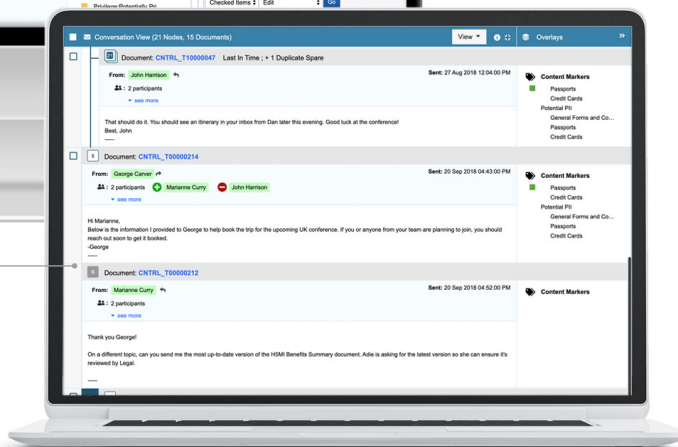 Privilege Potentially Pri
Checked Items Edit Go
Conversation View (21 Nodes, 15 Documents) View Overlays »
21 Document: CNTRL_T10000047 Last In Time ; + 1 Duplicate Spare
From: John Harrison Sent: 27 Aug 2018 12:04:00 PM
: 2 participants
see more
That should do it. You should see an itinerary in your inbox from Dan later this evening. Good luck at the conference!
Best, John
-----
Content Markers
Passports
Credit Cards
Potential PII
General Forms and Co...
Passports
Credit Cards
S Document: CNTRL_T00000214
From: George Carver Sent: 20 Sep 2018 04:43:00 PM
: 2 participants Marianne Curry John Harrison
see more
Hi Marianne,
Below is the information I provided to George to help book the trip for the upcoming UK conference. If you or anyone from your team are planning to join, you should
reach out soon to get it booked.
-George
-----
Content Markers
Passports
Credit Cards
Potential PII
General Forms and Co...
Passports
Credit Cards
S Document: CNTRL_T00000212
From: Marianne Curry Sent: 20 Sep 2018 04:52:00 PM
: 2 participants
see more
Thank you George!
On a different topic, can you send me the most up-to-date version of the HSMI Benefits Summary document. Adie is asking for the latest version so she can ensure it's
reviewed by Legal.
-----
Content Markers